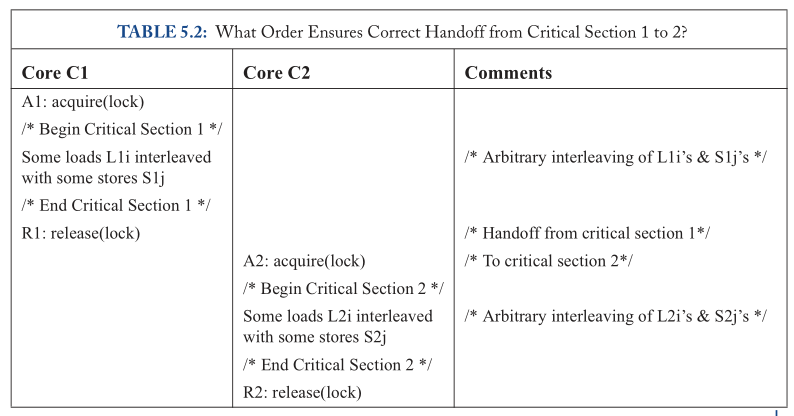 TABLE 5.2: What Order Ensures Correct Handoff from Critical Section 1 to 2?
Core C1 Core C2 Comments
A1: acquire(lock)
/* Begin Critical Section 1 */
Some loads L1i interleaved /* Arbitrary interleaving of L1i's & S1j's */
with some stores S1j
/* End Critical Section 1 */
R1: release(lock) /* Handoff from critical section 1*/
A2: acquire(lock) /* To critical section 2*/
/* Begin Critical Section 2 */
Some loads L2i interleaved /* Arbitrary interleaving of L2i's & S2j's */
with some stores S2j
/* End Critical Section 2 */
R2: release(lock)